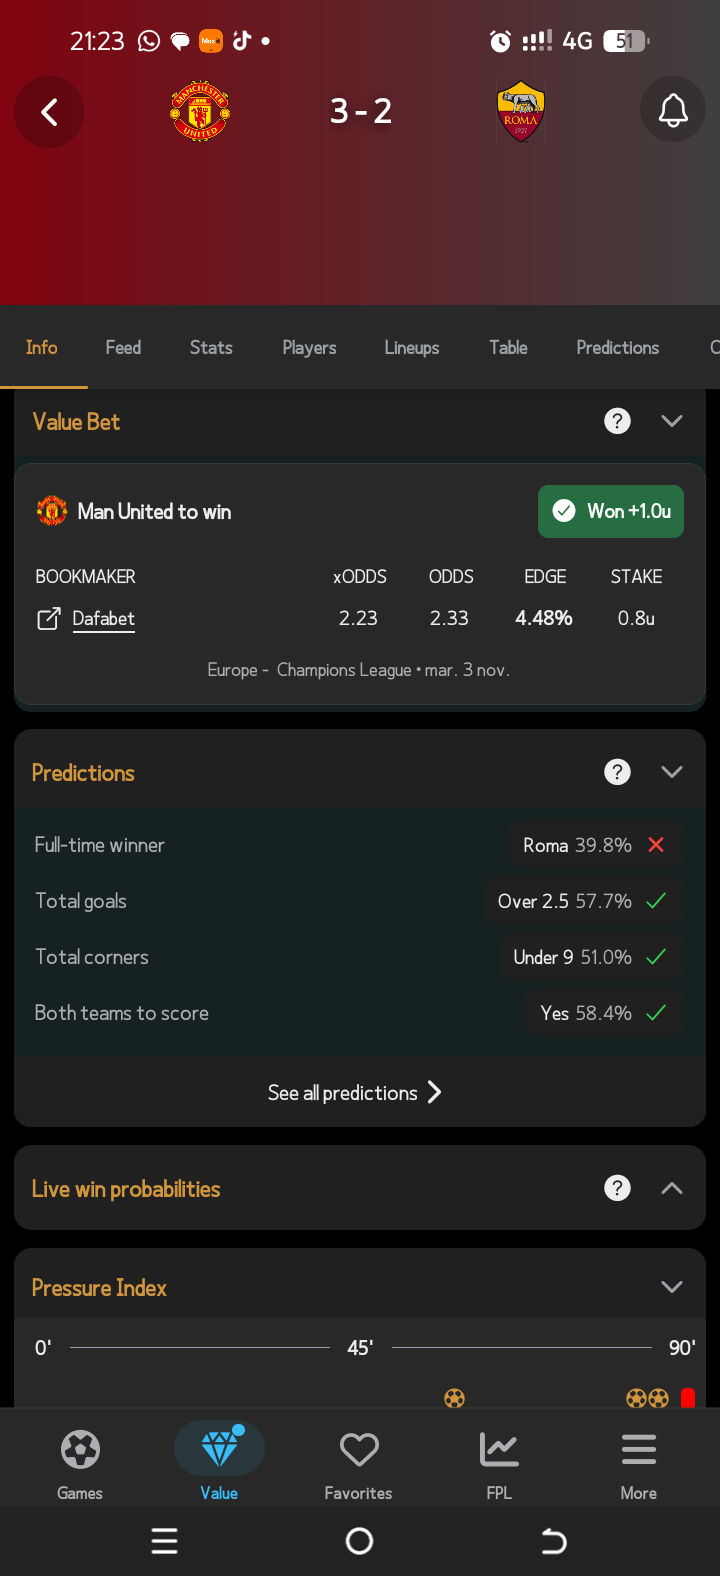 21:23
4G
51
MANCHESTER
UNITED
3 - 2
ROMA
1927
Info Feed Stats Players Lineups Table Predictions
Value Bet ?
Man United to win Won +1.0u
BOOKMAKER xODDS ODDS EDGE STAKE
Dafabet 2.23 2.33 4.48% 0.8u
Europe - Champions League • mar. 3 nov.
Predictions ?
Full-time winner Roma 39.8%
Total goals Over 2.5 57.7%
Total corners Under 9 51.0%
Both teams to score Yes 58.4%
See all predictions
Live win probabilities ?
Pressure Index
0' 45' 90'
Games Value Favorites FPL More